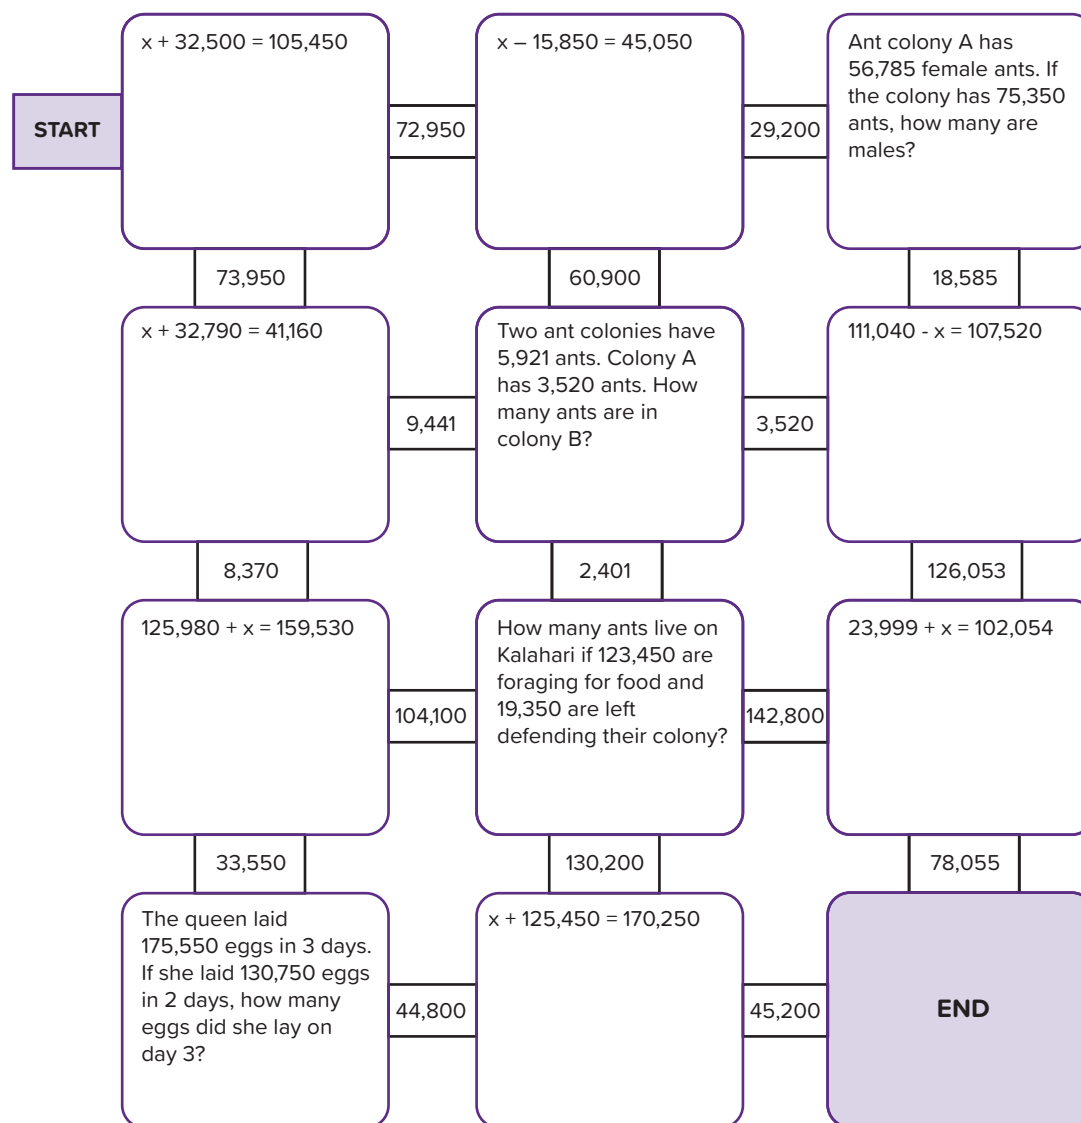 x + 32,500 = 105,450
x – 15,850 = 45,050
Ant colony A has
56,785 female ants. If
the colony has 75,350
ants, how many are
males?
START
72,950
29,200
73,950
60,900
18,585
x + 32,790 = 41,160
Two ant colonies have
5,921 ants. Colony A
has 3,520 ants. How
many ants are in
colony B?
111,040 - x = 107,520
9,441
3,520
8,370
2,401
126,053
125,980 + x = 159,530
How many ants live on
Kalahari if 123,450 are
foraging for food and
19,350 are left
defending their colony?
23,999 + x = 102,054
104,100
142,800
33,550
130,200
78,055
The queen laid
175,550 eggs in 3 days.
If she laid 130,750 eggs
in 2 days, how many
eggs did she lay on
day 3?
x + 125,450 = 170,250
44,800
45,200
END